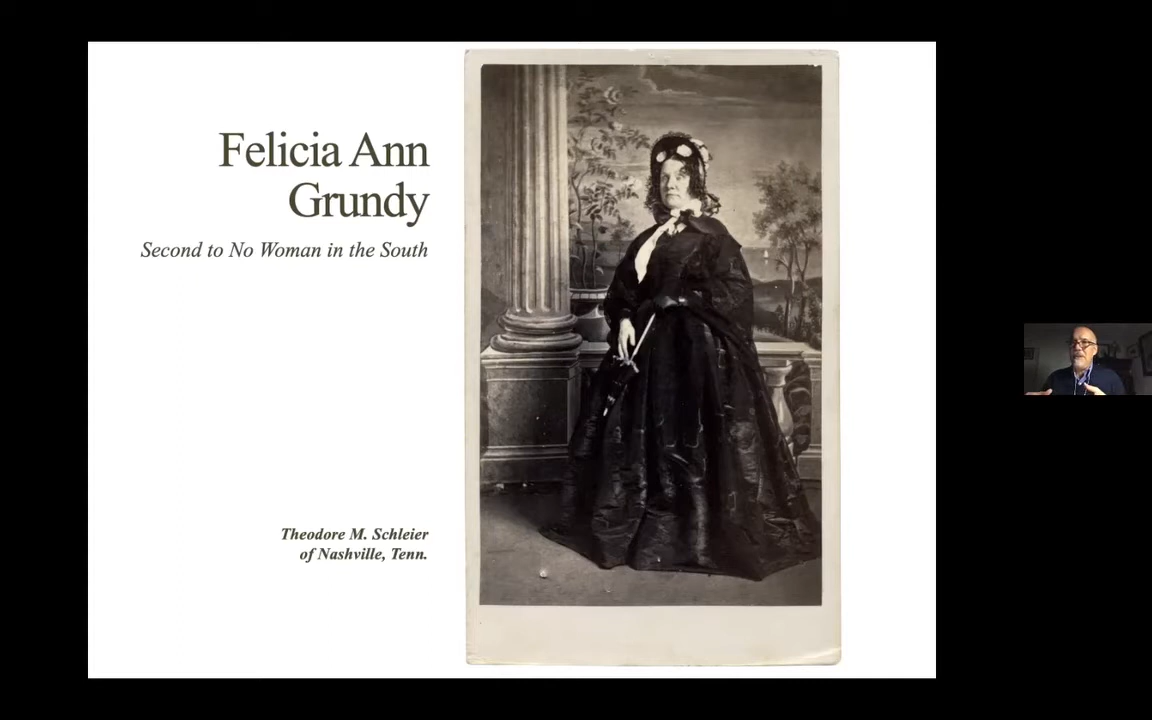 Felicia Ann
Grundy
Second to No Woman in the South
Theodore M. Schleier
of Nashville, Tenn.